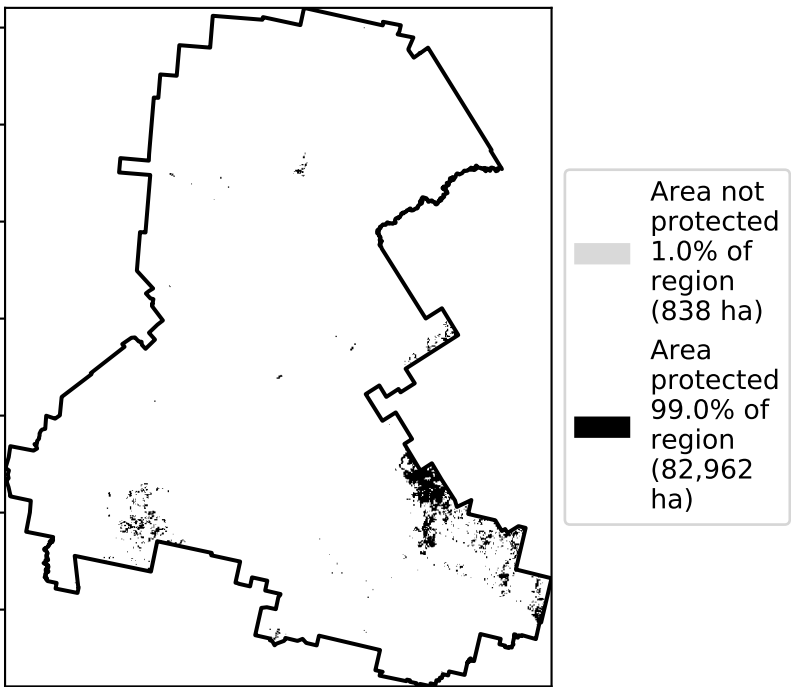 Area not
protected
1.0% of
region
(838 ha)
Area
protected
99.0% of
region
(82,962
ha)